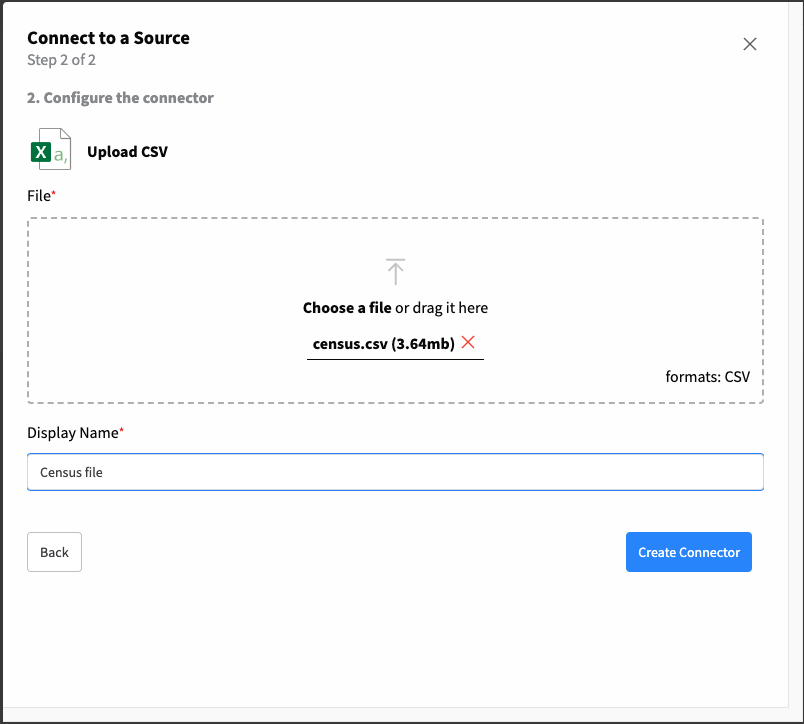 Connect to a Source
Step 2 of 2
2. Configure the connector
X a,
Upload CSV
File*
Choose a file or drag it here
census.csv (3.64mb)
formats: CSV
Display Name*
Census file
Back
Create Connector